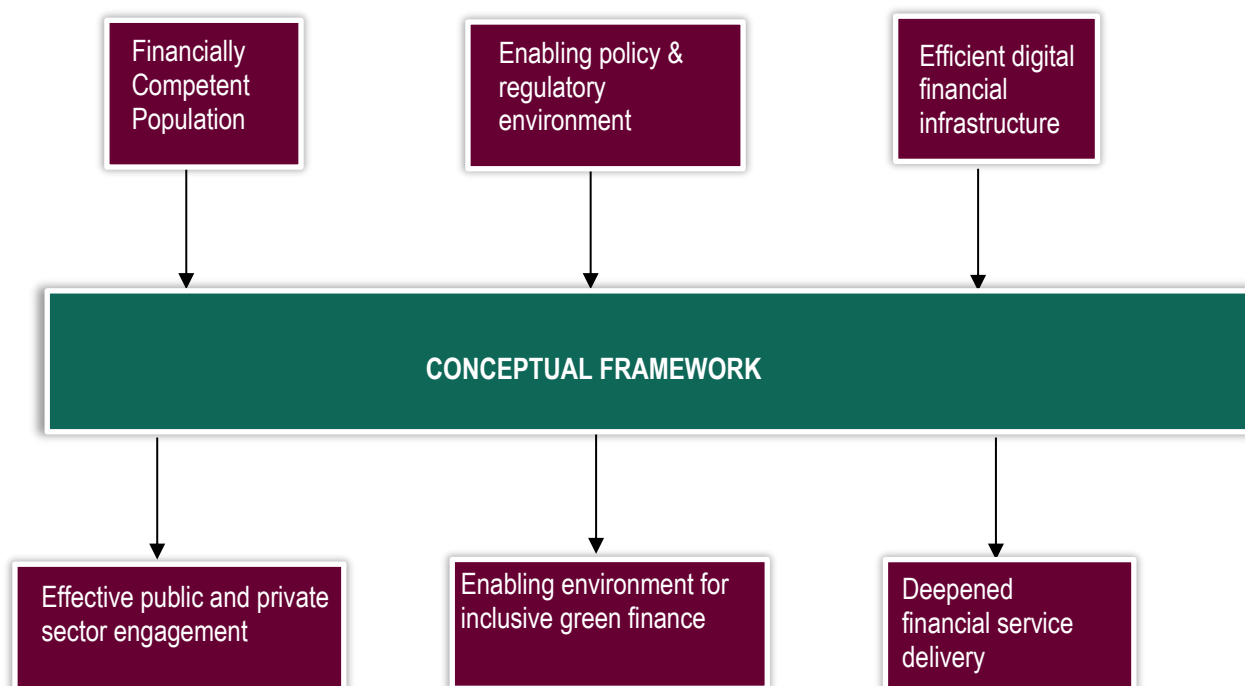 Financially
Competent
Population
Enabling policy &
regulatory
environment
Efficient digital
financial
infrastructure
CONCEPTUAL FRAMEWORK
Effective public and private
sector engagement
Enabling environment for
inclusive green finance
Deepened
financial service
delivery